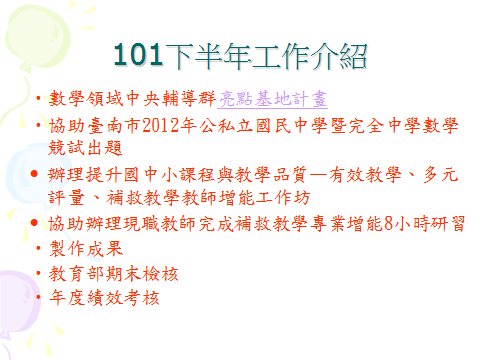 101下半年工作介紹
·數學領域中央輔導群亮點基地計畫
·協助臺南市2012年公私立國民中學暨完全中學數學
競試出題
•辦理提升國中小課程與教學品質—有效教學、多元
評量、補救教學教師增能工作坊
•協助辦理現職教師完成補救教學專業增能8小時研習
·製作成果
·教育部期末檢核
·年度績效考核